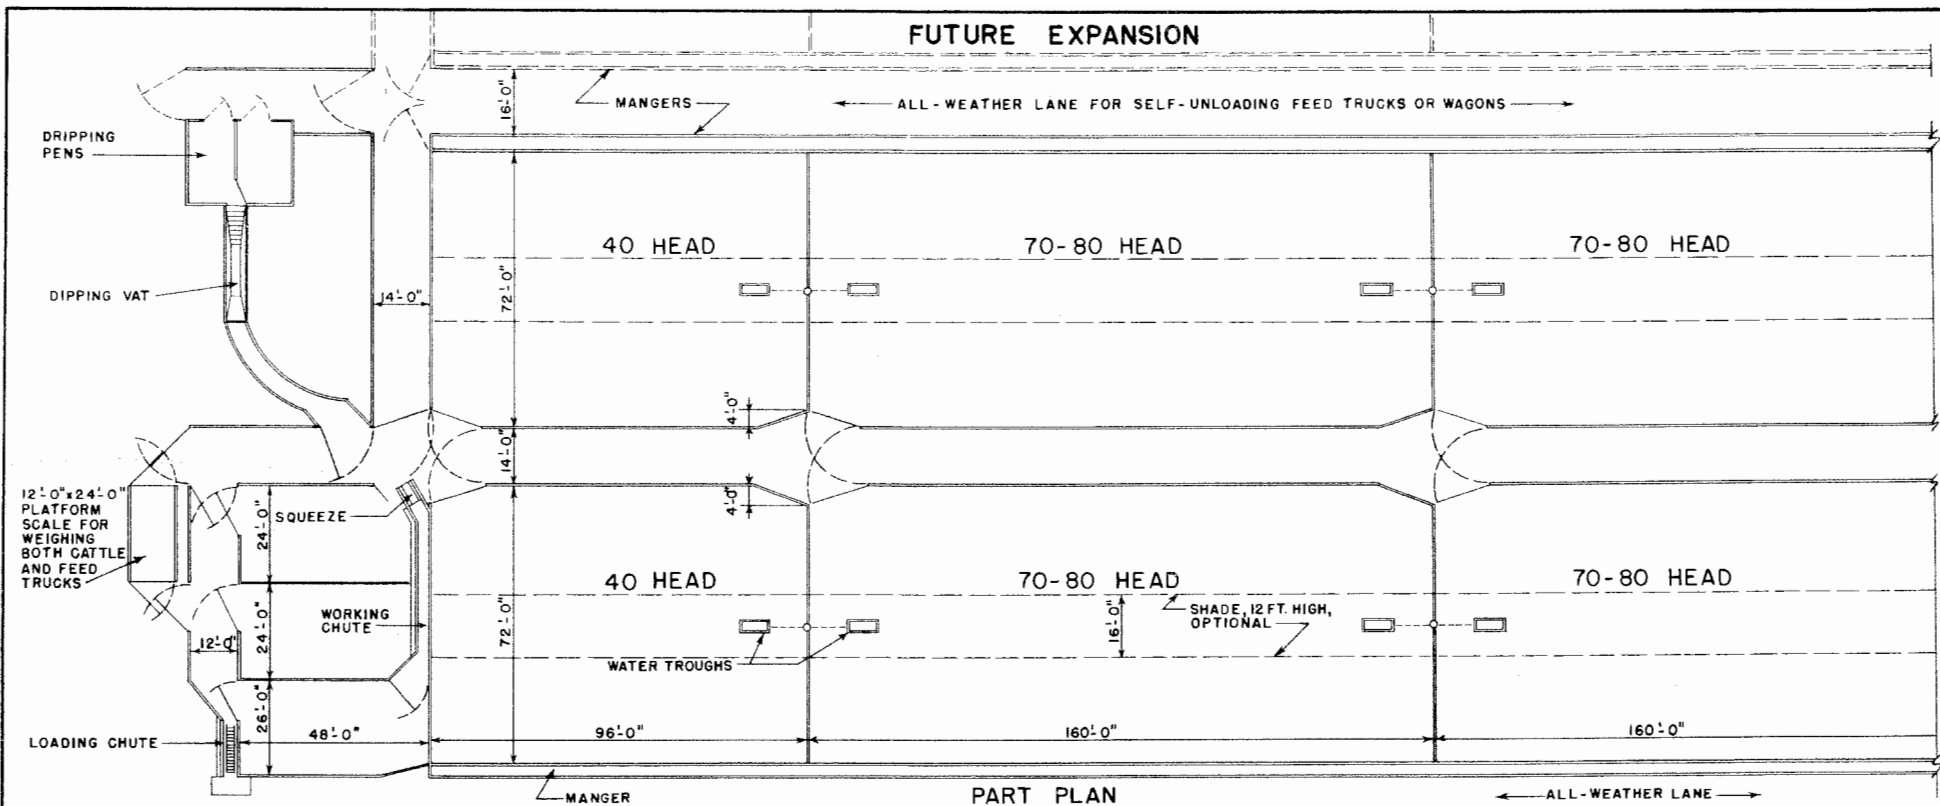 FUTURE EXPANSION
16'-0"
MANGERS
ALL-WEATHER LANE FOR SELF-UNLOADING FEED TRUCKS OR WAGONS
DRIPPING
PENS
40 HEAD
70-80 HEAD
70-80 HEAD
DIPPING VAT
14'-0"
72'-0"
4'-0"
14'-0"
4'-0"
12'-0"x24'-0"
PLATFORM
SCALE FOR
WEIGHING
BOTH CATTLE
AND FEED
TRUCKS
SQUEEZE
24'-0"
40 HEAD
70-80 HEAD
70-80 HEAD
WORKING
CHUTE
24'-0"
12'-0"
72'-0"
SHADE, 12 FT. HIGH,
OPTIONAL
16'-0"
WATER TROUGHS
26'-0"
LOADING CHUTE
48'-0"
96'-0"
160'-0"
160'-0"
MANGER
PART PLAN
ALL-WEATHER LANE